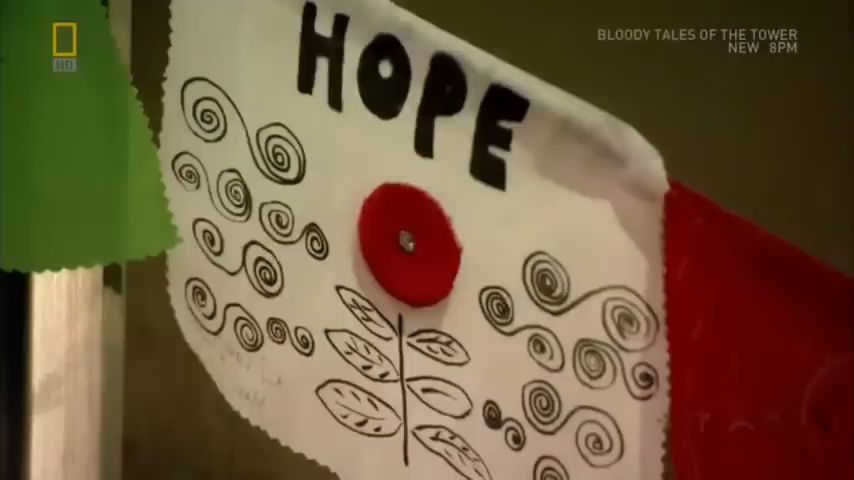 HOPE
BLOODY TALES OF THE TOWER
NEW 8PM
HD